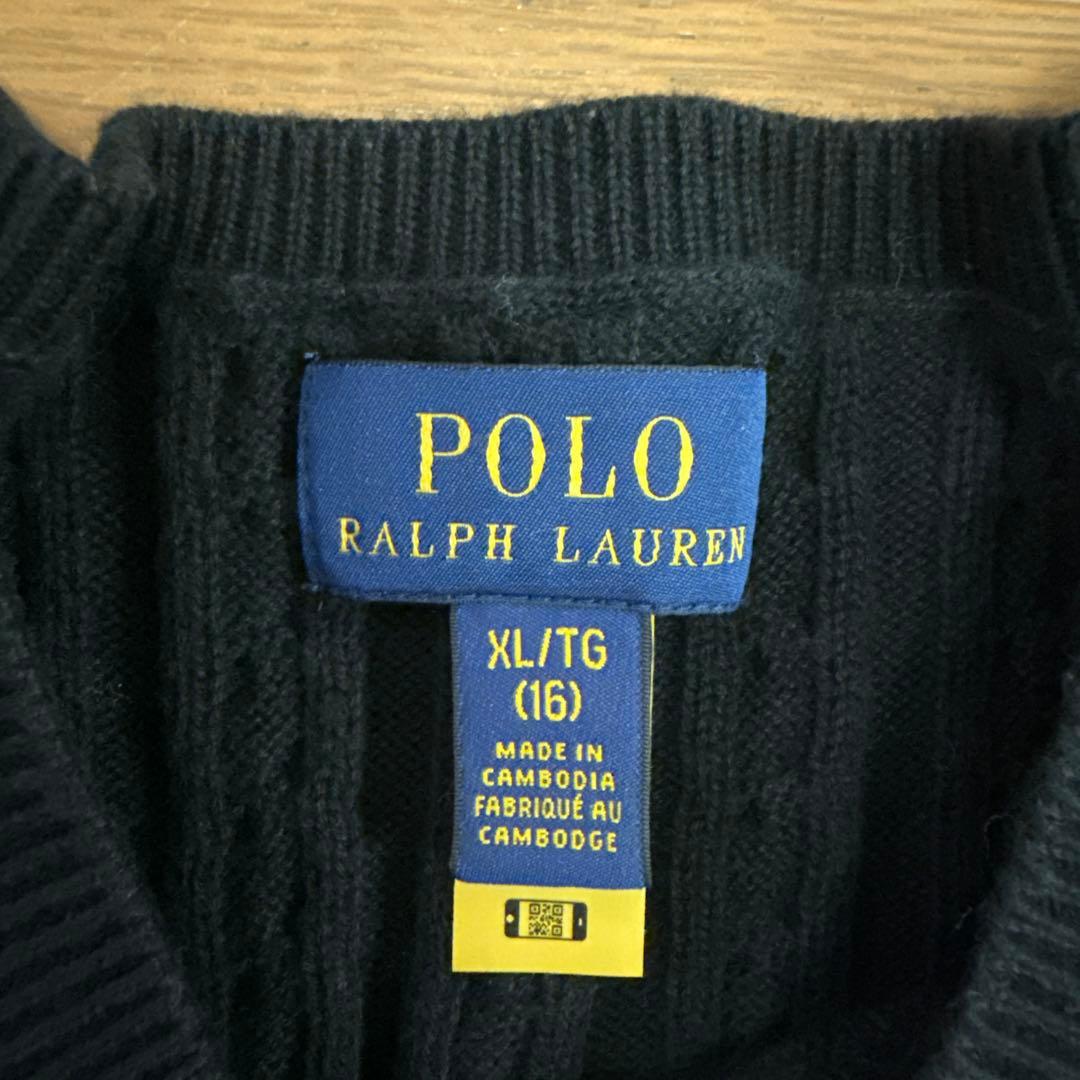 POLO
RALPH LAUREN
XL/TG
(16)
MADE IN
CAMBODIA
FABRIQUÉ AU
CAMBODGE